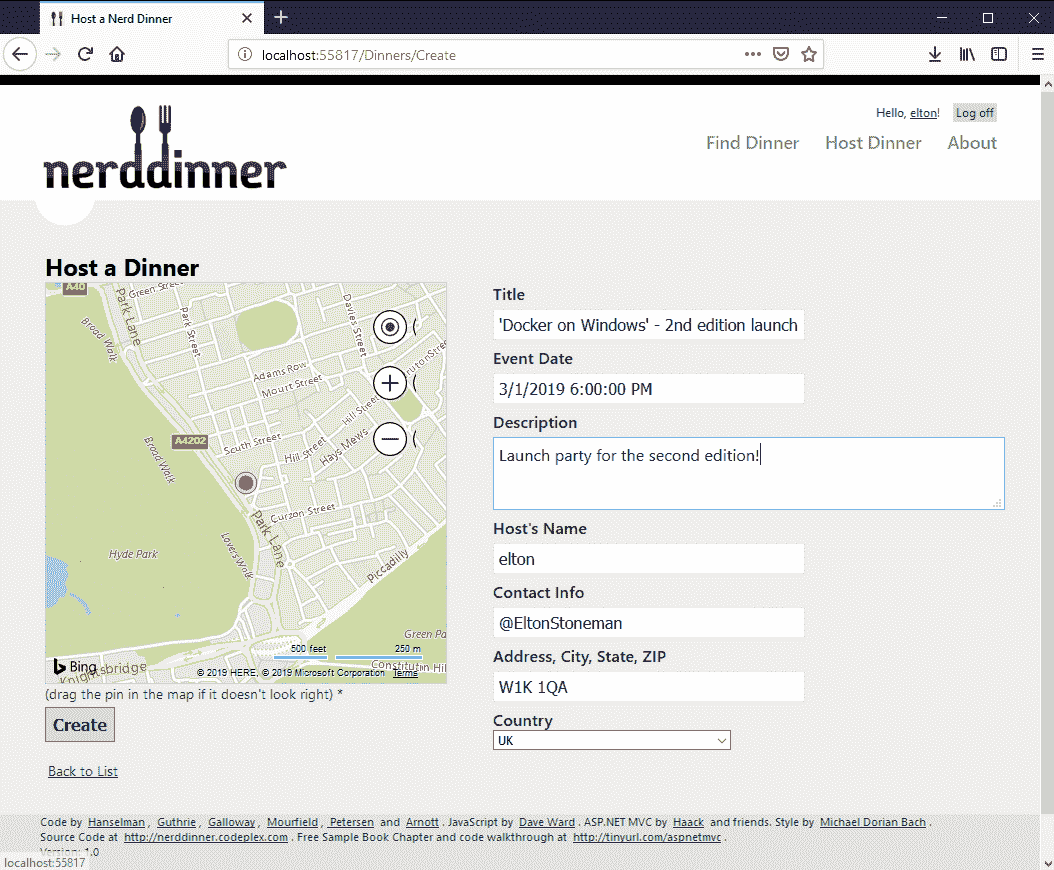 Host a Nerd Dinner
localhost:55817/Dinners/Create
Hello, elton! Log off
nerddinner
Find Dinner Host Dinner About
Host a Dinner
A40
Green Stre
Park Lane
Park Street
Davies Street
Broad Walk
Adams Row
Mount Street
Hill Street
A4202
South Street
Hill Street
Hays Mews
Broad Walk
Curzon Street
Park Lane
Lovers Walk
Hyde Park
Piccadilly
Green Pa
500 feet 250 m
Bing
Knightsbridge
Constitution Hil
© 2019 HERE, © 2019 Microsoft Corporation Terms
(drag the pin in the map if it doesn't look right) *
Create
Back to List
Title
'Docker on Windows' - 2nd edition launch
Event Date
3/1/2019 6:00:00 PM
Description
Launch party for the second edition!
Host's Name
elton
Contact Info
@EltonStoneman
Address, City, State, ZIP
W1K 1QA
Country
UK
Code by Hanselman , Guthrie , Galloway , Mourfield , Petersen and Arnott . JavaScript by Dave Ward . ASP.NET MVC by Haack and friends. Style by Michael Dorian Bach .
Source Code at http://nerddinner.codeplex.com . Free Sample Book Chapter and code walkthrough at http://tinyurl.com/aspnetmvc .
Version: 1.0
localhost:55817